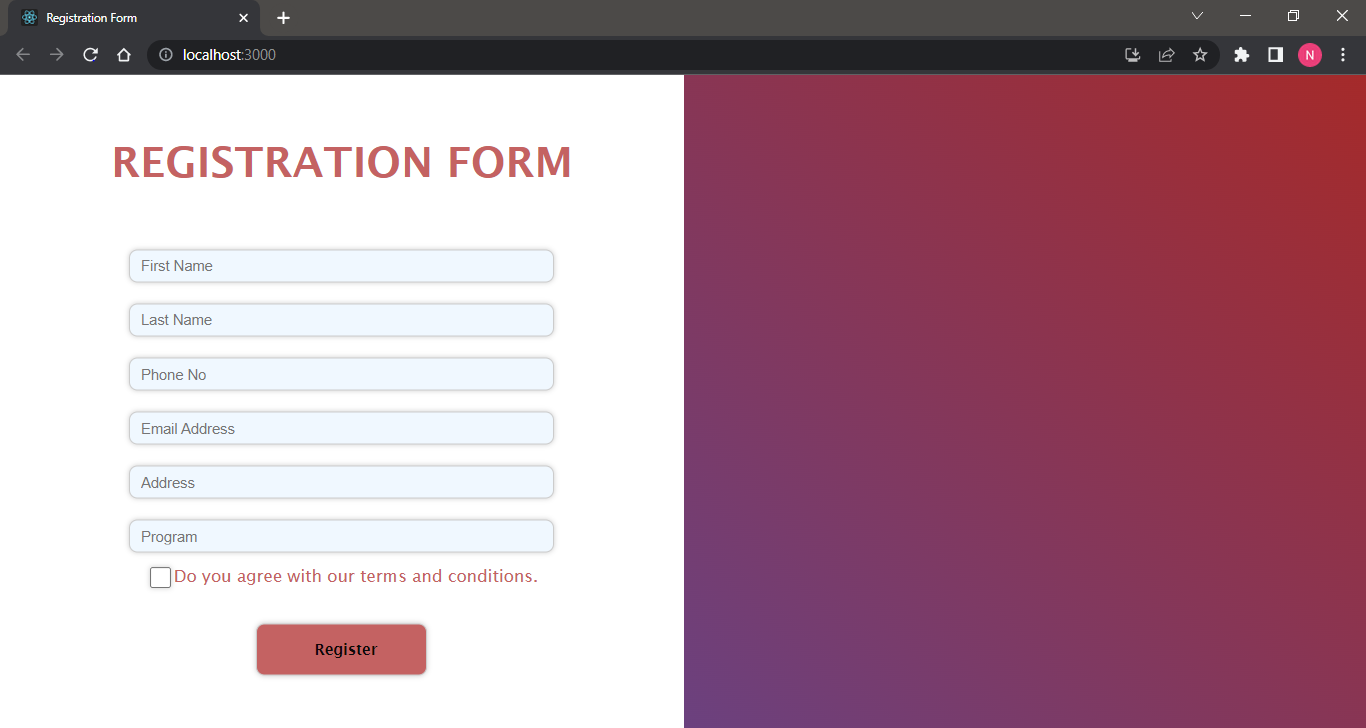 Registration Form
localhost:3000
N
REGISTRATION FORM
First Name
Last Name
Phone No
Email Address
Address
Program
Do you agree with our terms and conditions.
Register